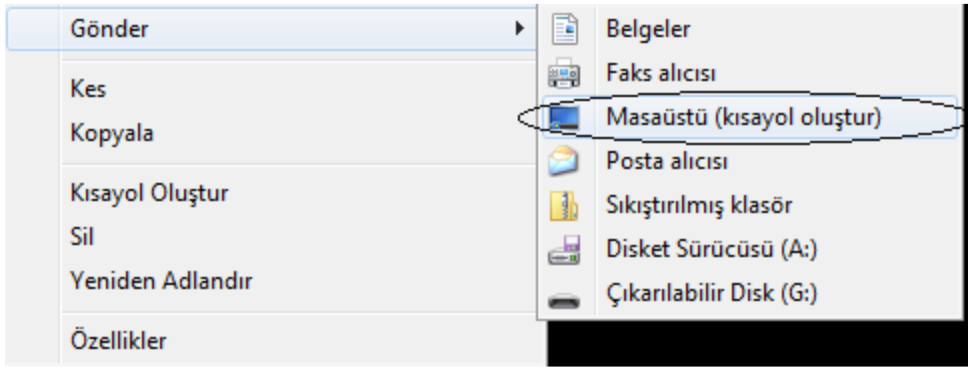 Gönder
Kes
Kopyala
Kısayol Oluştur
Sil
Yeniden Adlandır
Özellikler
Belgeler
Faks alıcısı
Masaüstü (kısayol oluştur)
Posta alıcısı
Sıkıştırılmış klasör
Disket Sürücüsü (A:)
Çıkarılabilir Disk (G:)